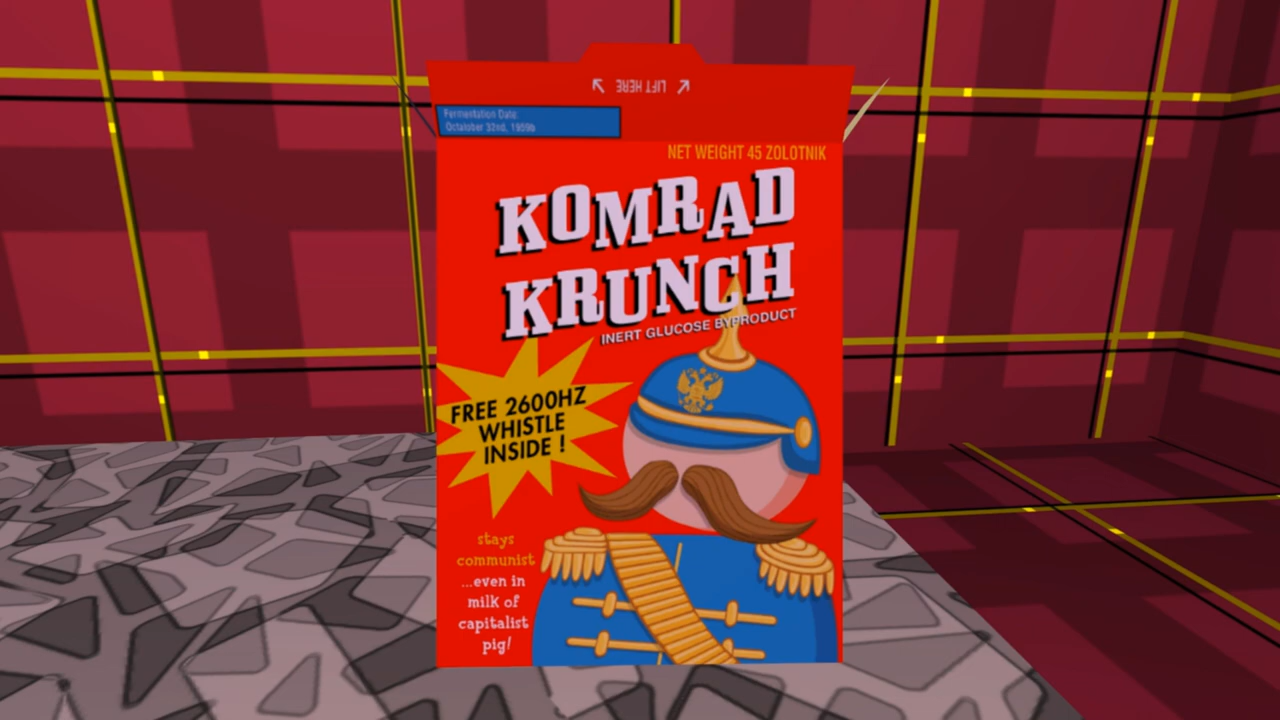 LIFT HERE
Fermentation Date:
Octalober 32nd, 1959b
NET WEIGHT 45 ZOLOTNIK
KOMRAD
KRUNCH
INERT GLUCOSE BYPRODUCT
FREE 2600HZ
WHISTLE
INSIDE !
stays
communist
...even in
milk of
capitalist
pig!